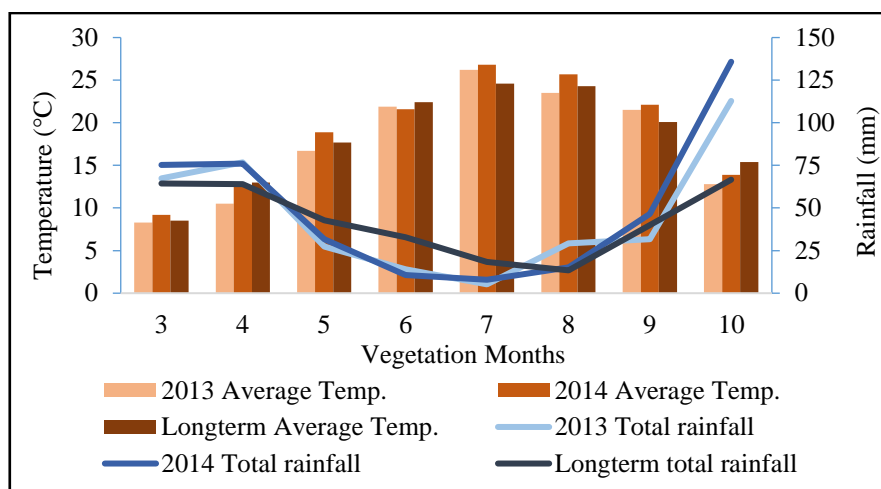 30 150
25 125
20 100
15 75
10 50
5 25
0 0
Temperature (°C)
Rainfall (mm)
3 4 5 6 7 8 9 10
Vegetation Months
2013 Average Temp. 2014 Average Temp.
Longterm Average Temp. 2013 Total rainfall
2014 Total rainfall Longterm total rainfall